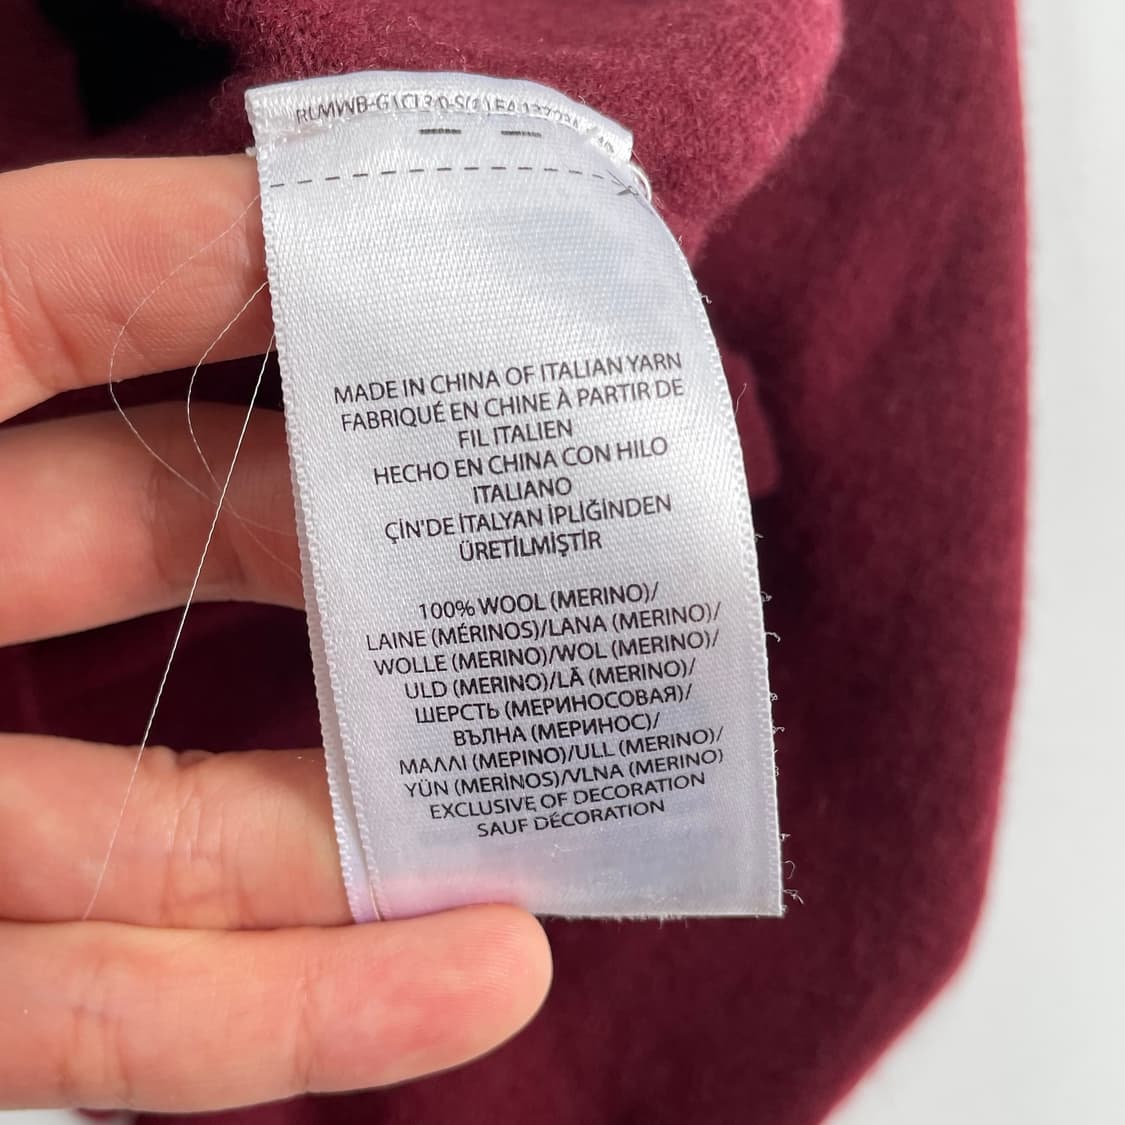 MADE IN CHINA OF ITALIAN YARN
FABRIQUÉ EN CHINE À PARTIR DE
FIL ITALIEN
HECHO EN CHINA CON HILO
ITALIANO
ÇİN'DE İTALYAN İPLİĞİNDEN
ÜRETİLMİŞTİR
100% WOOL (MERINO)/
LAINE (MÉRINOS)/LANA (MERINO)/
WOLLE (MERINO)/WOL (MERINO)/
ULD (MERINO)/LÃ (MERINO)/
ШЕРСТЬ (МЕРИНОСОВАЯ)/
ВЪЛНА (МЕРИНОС)/
ΜΑΛΛΙ (ΜΕΡΙΝΟ)/ULL (MERINO)/
YÜN (MERİNOS)/VLNA (MERINO)
EXCLUSIVE OF DECORATION
SAUF DÉCORATION